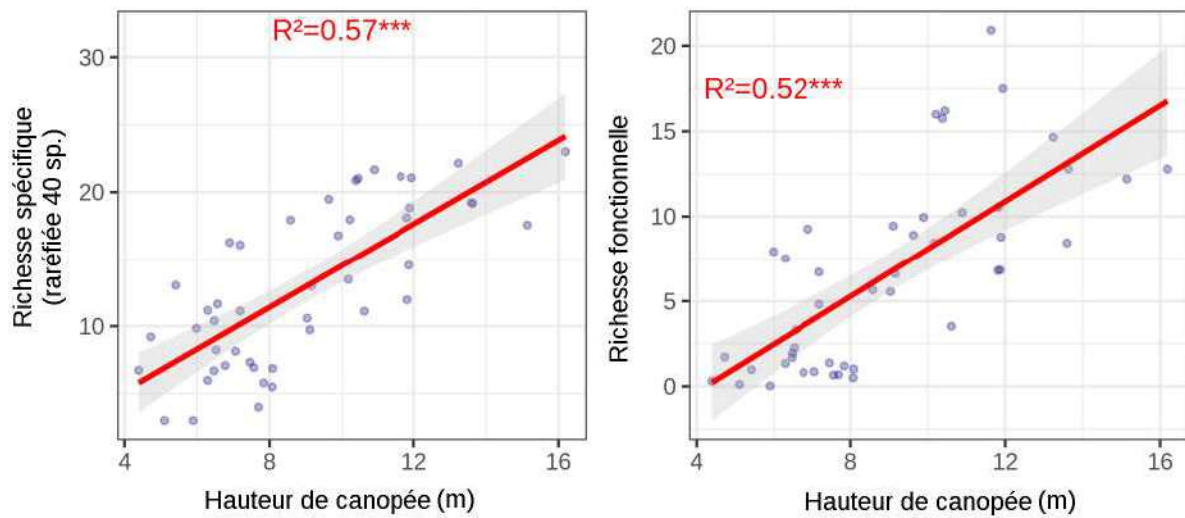 R²=0.57***
30
20
10
Richesse spécifique
(raréfiée 40 sp.)
4 8 12 16
Hauteur de canopée (m)
R²=0.52***
20
15
10
5
0
Richesse fonctionnelle
4 8 12 16
Hauteur de canopée (m)